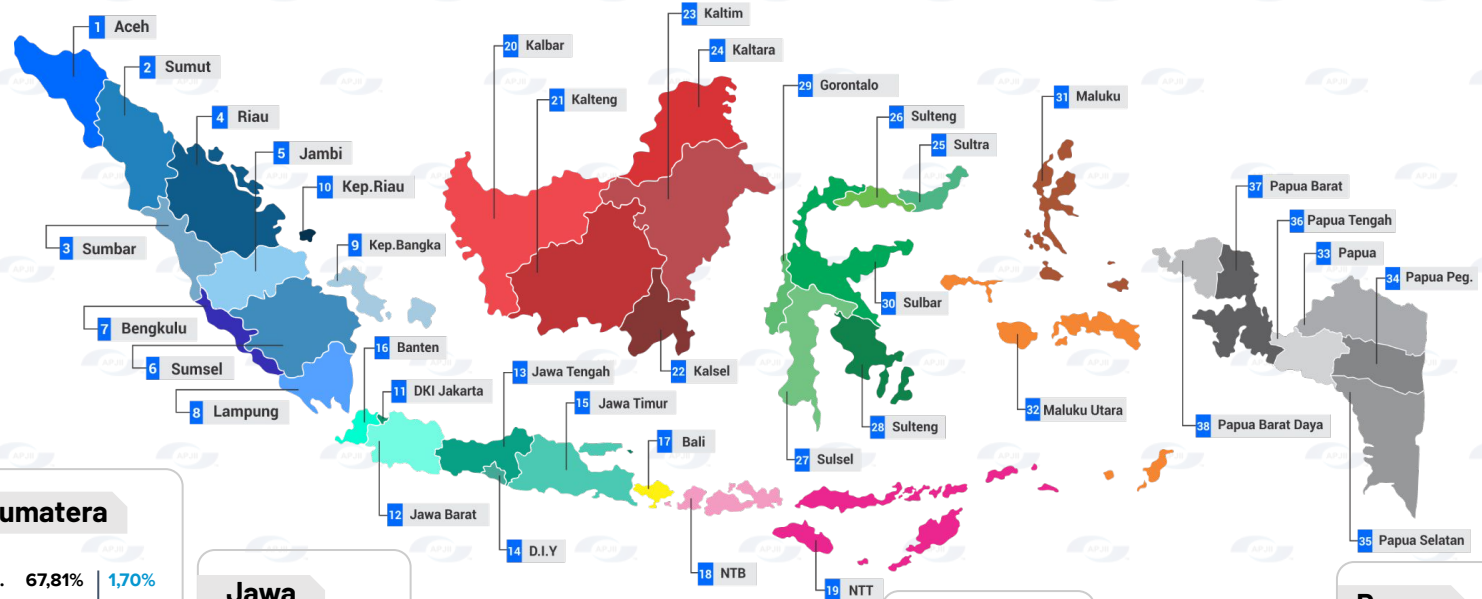 1 Aceh
2 Sumut
4 Riau
5 Jambi
10 Kep.Riau
3 Sumbar
9 Kep.Bangka
7 Bengkulu
6 Sumsel
8 Lampung
16 Banten
11 DKI Jakarta
13 Jawa Tengah
15 Jawa Timur
17 Bali
12 Jawa Barat
14 D.I.Y
18 NTB
19 NTT
20 Kalbar
21 Kalteng
23 Kaltim
24 Kaltara
22 Kalsel
29 Gorontalo
26 Sulteng
25 Sultra
30 Sulbar
28 Sulteng
27 Sulsel
31 Maluku
32 Maluku Utara
37 Papua Barat
36 Papua Tengah
33 Papua
34 Papua Peg.
38 Papua Barat Daya
35 Papua Selatan
umatera
67,81% 1,70%
Jawa